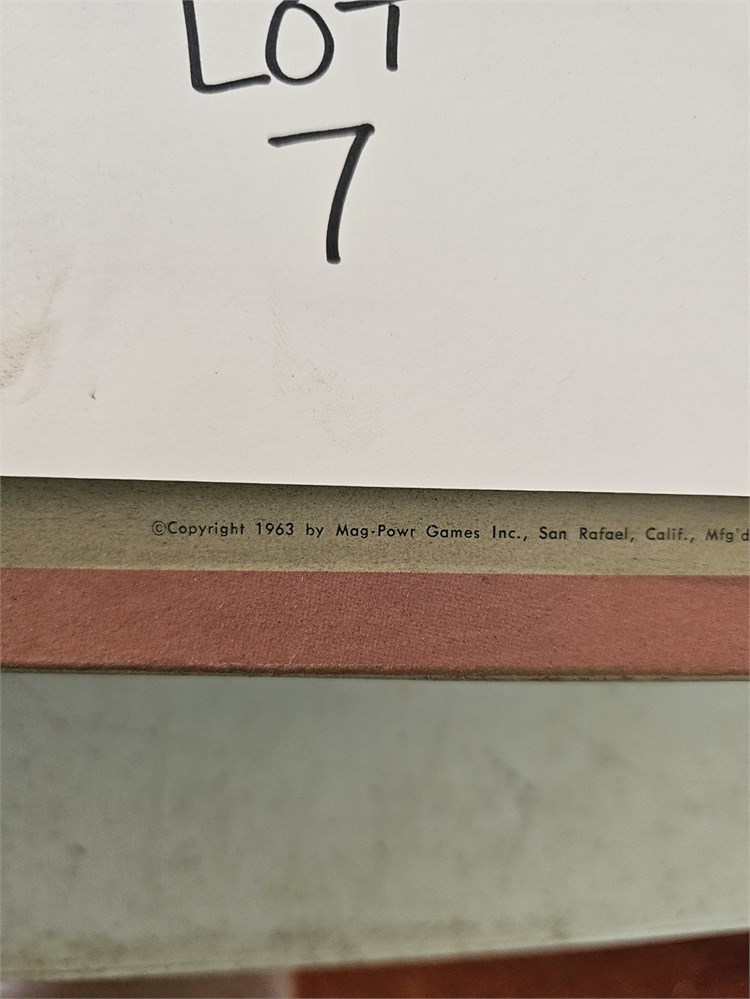 LOT
7
©Copyright 1963 by Mag-Powr Games Inc., San Rafael, Calif., Mfg'd